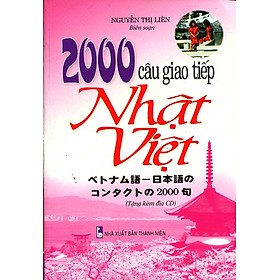 NGUYỄN THỊ LIÊN
Biên soạn
2000 câu giao tiếp
Nhật
Việt
ベトナム語ー日本語の
コンタクトの2000句
(Tặng kèm đĩa CD)
NHÀ XUẤT BẢN THANH NIÊN